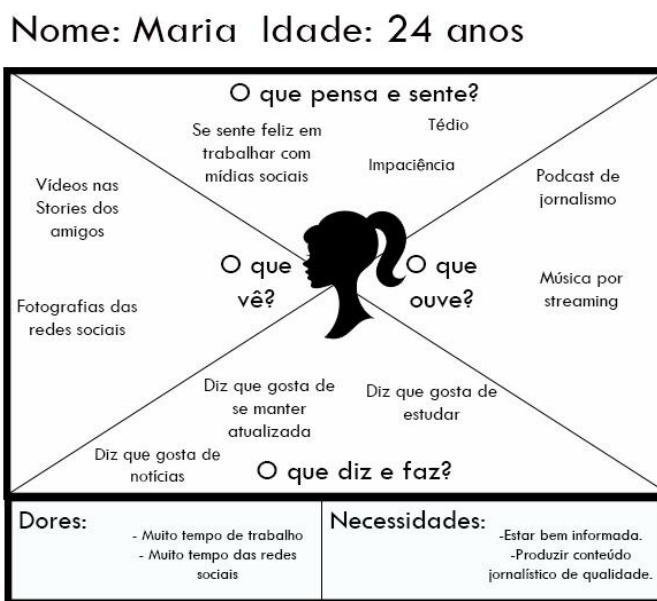 Nome: Maria Idade: 24 anos
O que pensa e sente?
Se sente feliz em
trabalhar com
mídias sociais
Tédio
Impaciência
Vídeos nas
Stories dos
amigos
Fotografias das
redes sociais
O que
vê?
O que
ouve?
Podcast de
jornalismo
Música por
streaming
Diz que gosta de
se manter
atualizada
Diz que gosta de
estudar
Diz que gosta de
notícias
O que diz e faz?
Dores:
- Muito tempo de trabalho
- Muito tempo das redes
sociais
Necessidades:
-Estar bem informada.
-Produzir conteúdo
jornalístico de qualidade.